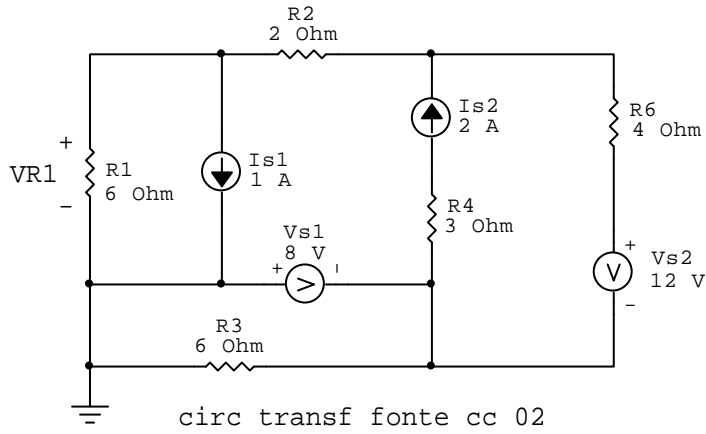 R2
2 Ohm
+
VR1
-
R1
6 Ohm
Is1
1 A
Is2
2 A
R6
4 Ohm
R4
3 Ohm
Vs1
8 V
+
-
>
+
Vs2
12 V
V
-
R3
6 Ohm
circ transf fonte cc 02